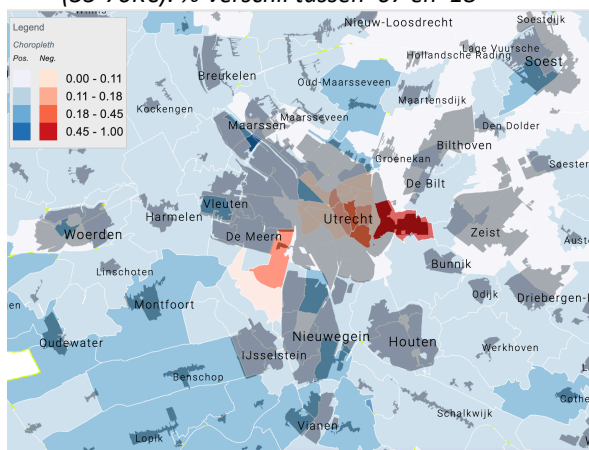 Legend
Choropleth
Pos. Neg.
0.00 - 0.11
0.11 - 0.18
0.18 - 0.45
0.45 - 1.00
Nieuw-Loosdrecht
Soestdijk
Lage Vuursche
Hollandsche Rading
Soest
Breukelen
Oud-Maarsseveen
Maartensdijk
Kockengen
Maarsseveen
Maarssen
Den Dolder
Bilthoven
Groenekan
Soester
De Bilt
Vleuten
Harmelen
Utrecht
Woerden
De Meern
Zeist
Bunnik
Linschoten
Odijk
Montfoort
Driebergen-
Nieuwegein
Houten
Oudewater
Werkhoven
IJsselstein
Benschop
Cothe
Schalkwijk
Vianen
Lopik